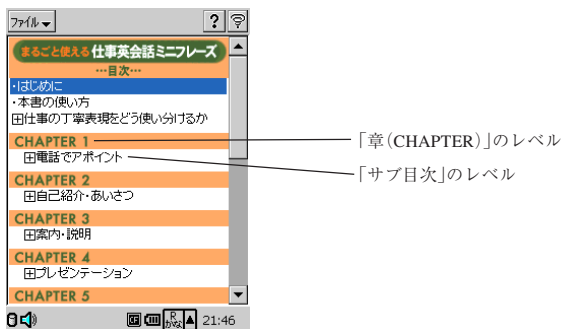 ﾌｧｲﾙ ?
まるごと使える 仕事英会話ミニフレーズ
…目次…
・はじめに
・本書の使い方
仕事の丁寧表現をどう使い分けるか
CHAPTER 1
電話でアポイント
CHAPTER 2
自己紹介・あいさつ
CHAPTER 3
案内・説明
CHAPTER 4
プレゼンテーション
CHAPTER 5
R かな 21:46
「章（CHAPTER）」のレベル
「サブ目次」のレベル